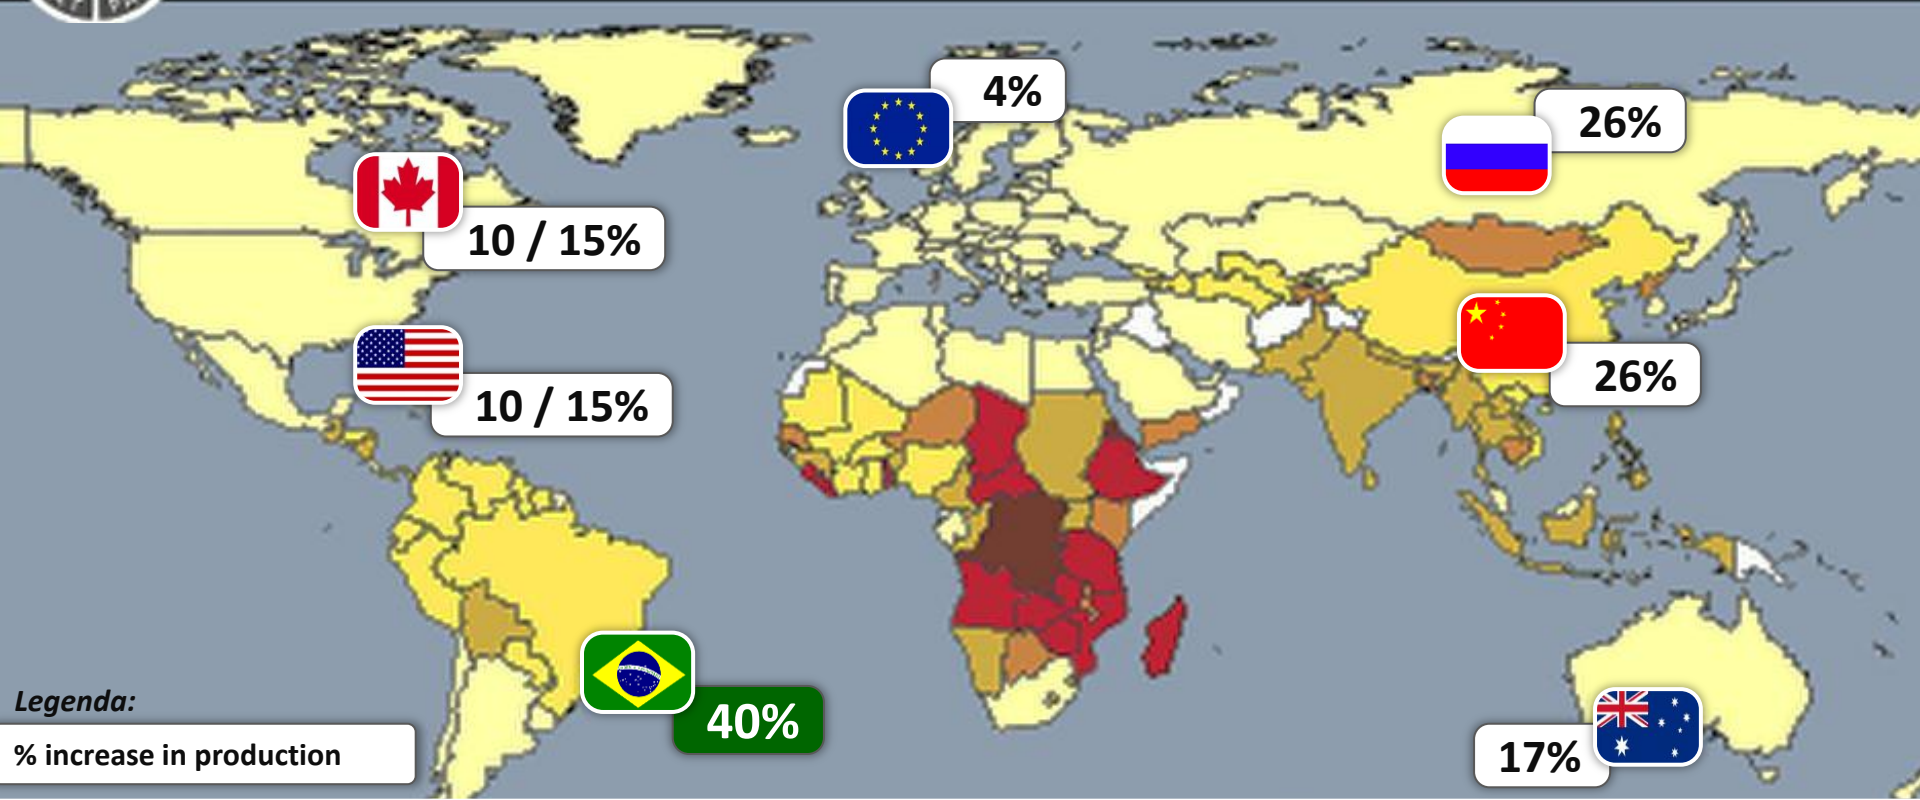 4%
26%
10 / 15%
26%
10 / 15%
40%
17%
Legenda:
% increase in production